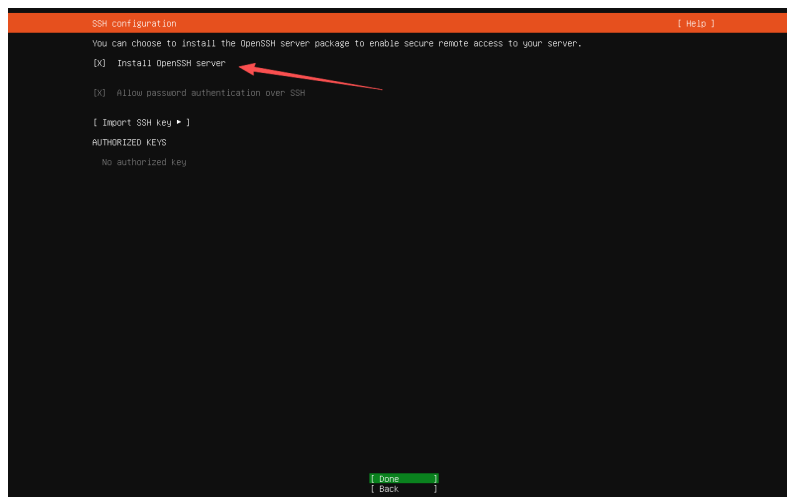 SSH configuration [ Help ]
You can choose to install the OpenSSH server package to enable secure remote access to your server.
[X] Install OpenSSH server
[X] Allow password authentication over SSH
[ Import SSH key ▸ ]
AUTHORIZED KEYS
No authorized key
[ Done ]
[ Back ]